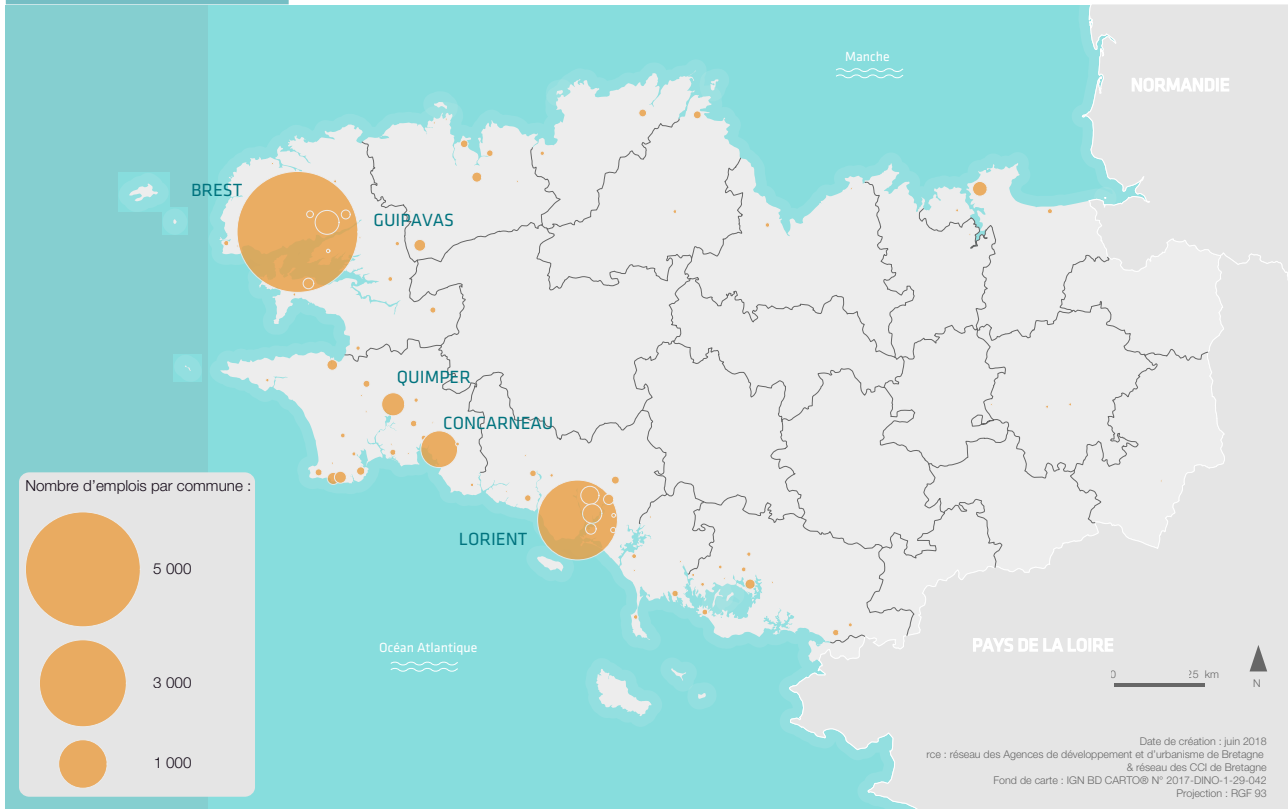 Manche
NORMANDIE
BREST
GUIPAVAS
QUIMPER
CONCARNEAU
LORIENT
Nombre d'emplois par commune :
5 000
3 000
1 000
Océan Atlantique
PAYS DE LA LOIRE
25 km
N
Date de création : juin 2018
rce : réseau des Agences de développement et d'urbanisme de Bretagne
& réseau des CCI de Bretagne
Fond de carte : IGN BD CARTO® N° 2017-DINO-1-29-042
Projection : RGF 93